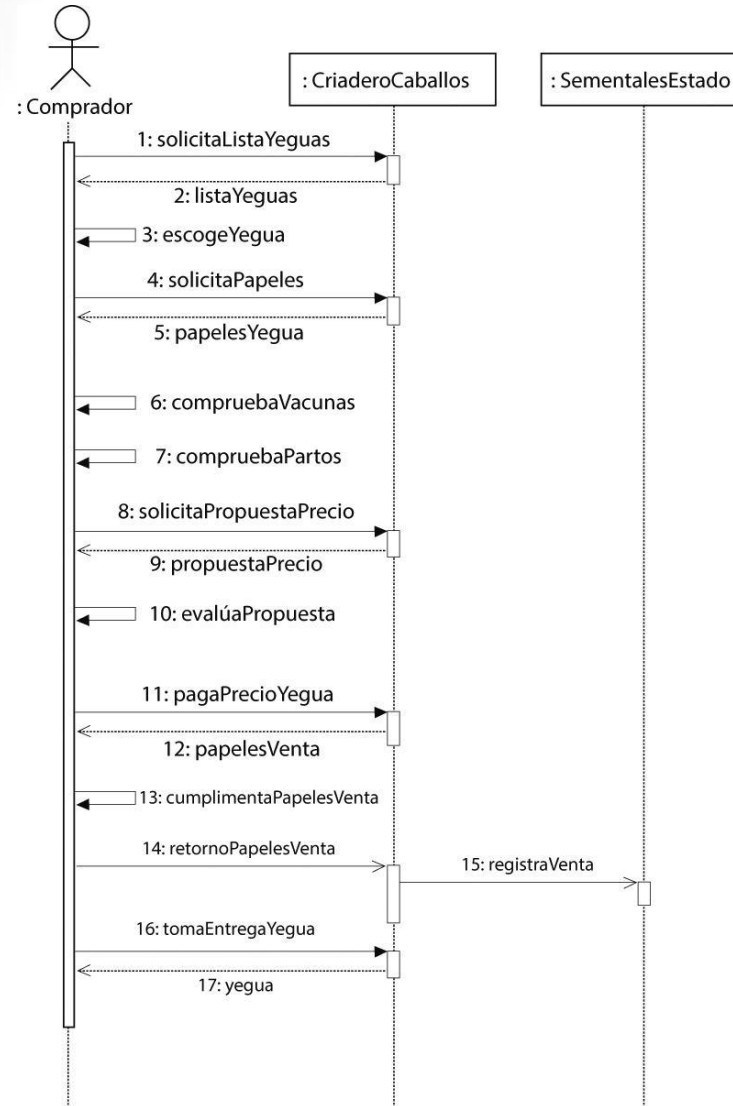 : CriaderoCaballos
: SementalesEstado
: Comprador
1: solicitaListaYeguas
2: listaYeguas
3: escogeYegua
4: solicitaPapeles
5: papelesYegua
6: compruebaVacunas
7: compruebaPartos
8: solicitaPropuestaPrecio
9: propuestaPrecio
10: evalúaPropuesta
11: pagaPrecioYegua
12: papelesVenta
13: cumplimentaPapelesVenta
14: retornoPapelesVenta
15: registraVenta
16: tomaEntregaYegua
17: yegua